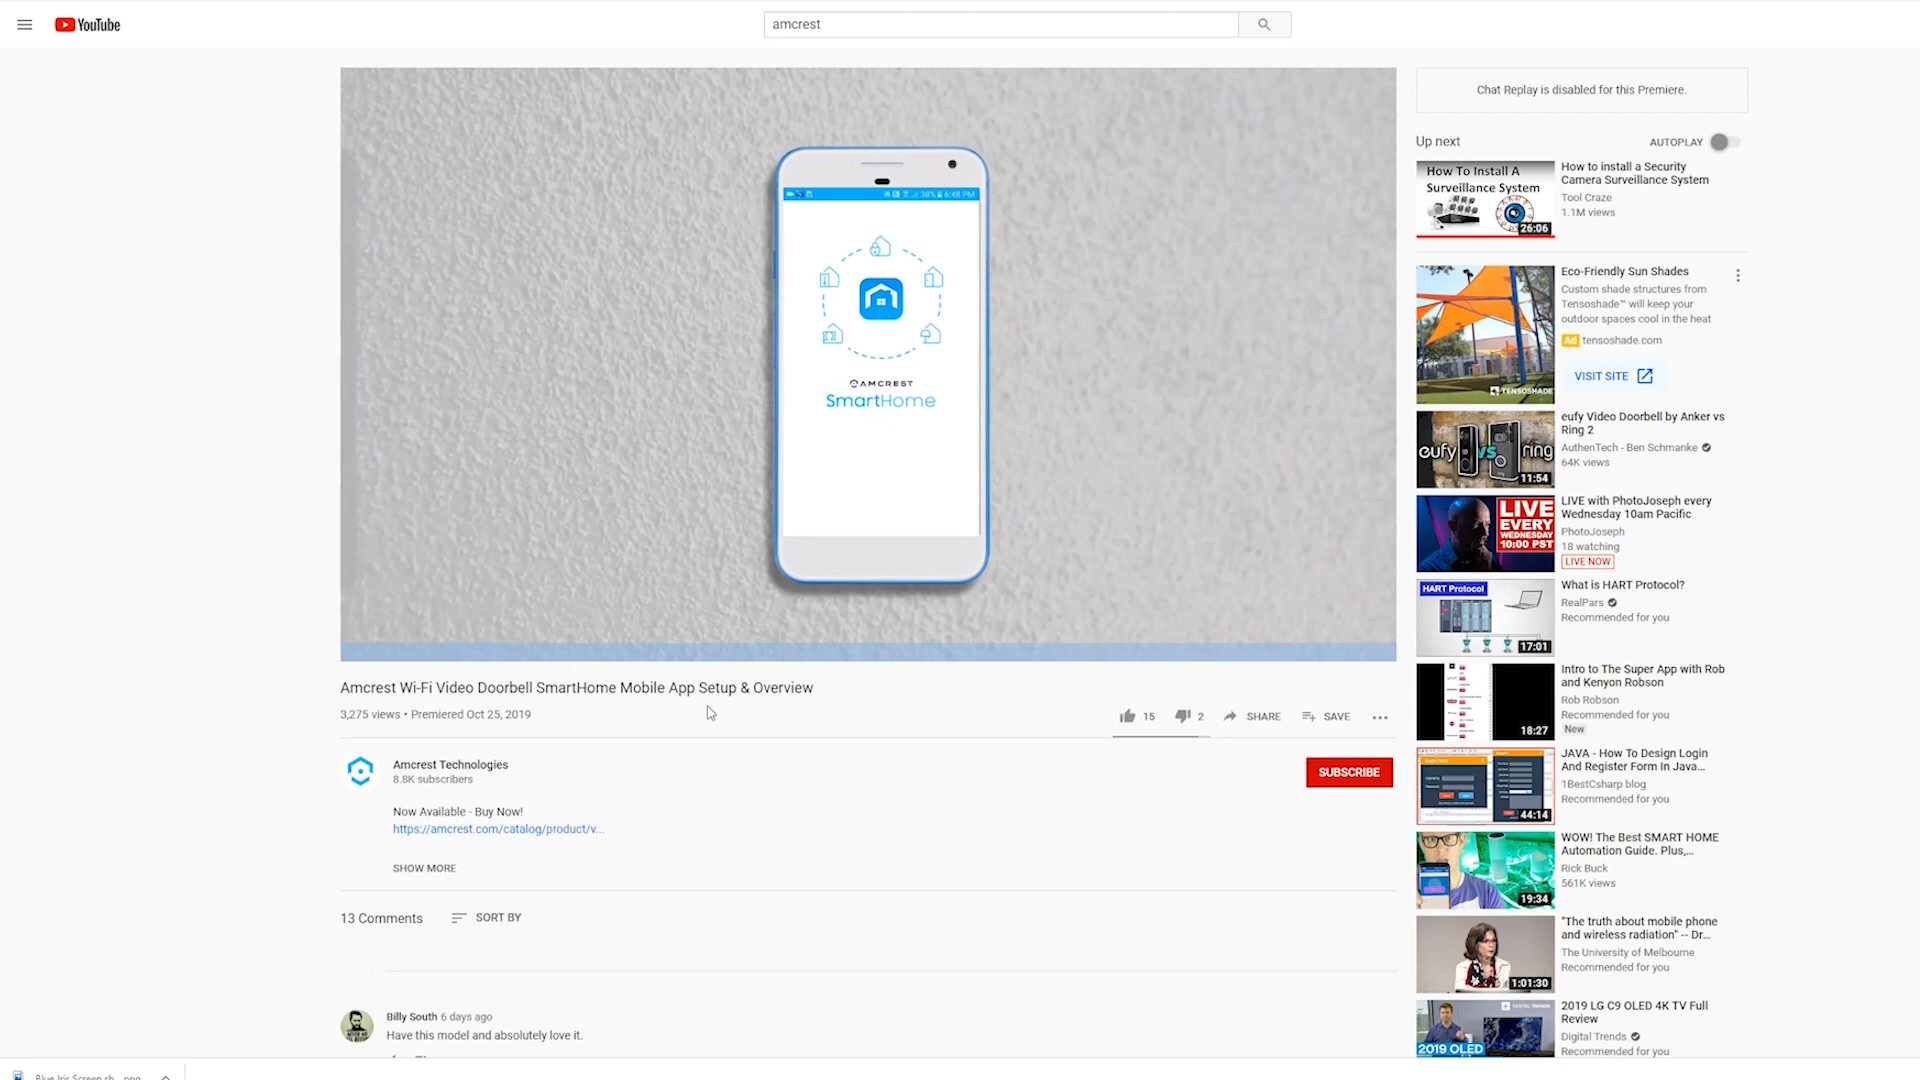 YouTube
amcrest
Chat Replay is disabled for this Premiere.
Up next
AUTOPLAY
38% 6:48 PM
AMCREST
SmartHome
How To Install A
Surveillance System
26:06
How to install a Security
Camera Surveillance System
Tool Craze
1.1M views
TENSOSHADE
Eco-Friendly Sun Shades
Custom shade structures from
Tensoshade™ will keep your
outdoor spaces cool in the heat
Ad tensoshade.com
VISIT SITE
eufy vs ring
11:54
eufy Video Doorbell by Anker vs
Ring 2
AuthenTech - Ben Schmanke
64K views
LIVE
EVERY
WEDNESDAY
10:00 PST
LIVE with PhotoJoseph every
Wednesday 10am Pacific
PhotoJoseph
18 watching
LIVE NOW
HART Protocol
17:01
What is HART Protocol?
RealPars
Recommended for you
18:27
Intro to The Super App with Rob
and Kenyon Robson
Rob Robson
Recommended for you
New
44:14
JAVA - How To Design Login
And Register Form In Java...
1BestCsharp blog
Recommended for you
19:34
WOW! The Best SMART HOME
Automation Guide. Plus,...
Rick Buck
561K views
1:01:30
"The truth about mobile phone
and wireless radiation" -- Dr...
The University of Melbourne
Recommended for you
DIGITAL TRENDS
2019 OLED
2019 LG C9 OLED 4K TV Full
Review
Digital Trends
Recommended for you
Amcrest Wi-Fi Video Doorbell SmartHome Mobile App Setup & Overview
3,275 views • Premiered Oct 25, 2019
15
2
SHARE
SAVE
Amcrest Technologies
8.8K subscribers
SUBSCRIBE
Now Available - Buy Now!
https://amcrest.com/catalog/product/v...
SHOW MORE
13 Comments
SORT BY
Billy South 6 days ago
Have this model and absolutely love it.
Blue Iris Screen sh....png